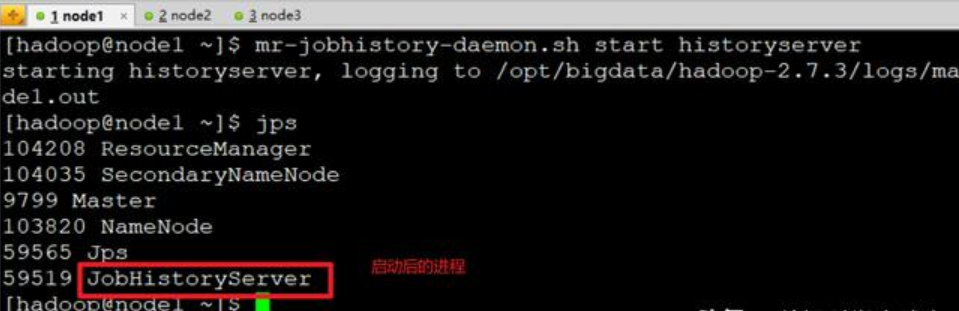 1 node1 × 2 node2 3 node3
[hadoop@node1 ~]$ mr-jobhistory-daemon.sh start historyserver
starting historyserver, logging to /opt/bigdata/hadoop-2.7.3/logs/ma
de1.out
[hadoop@node1 ~]$ jps
104208 ResourceManager
104035 SecondaryNameNode
9799 Master
103820 NameNode
59565 Jps
59519 JobHistoryServer 启动后的进程
[hadoop@node1 ~]$